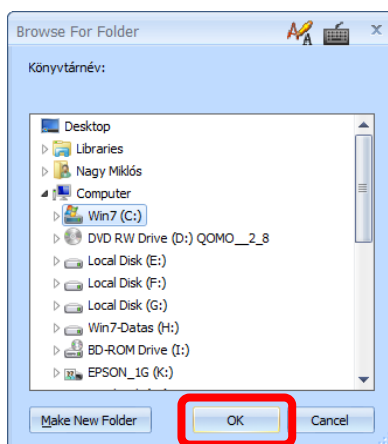 Browse For Folder
Könyvtárnév:
Desktop
Libraries
Nagy Miklós
Computer
Win7 (C:)
DVD RW Drive (D:) QOMO__2_8
Local Disk (E:)
Local Disk (F:)
Local Disk (G:)
Win7-Datas (H:)
BD-ROM Drive (I:)
EPSON_1G (K:)
Make New Folder OK Cancel